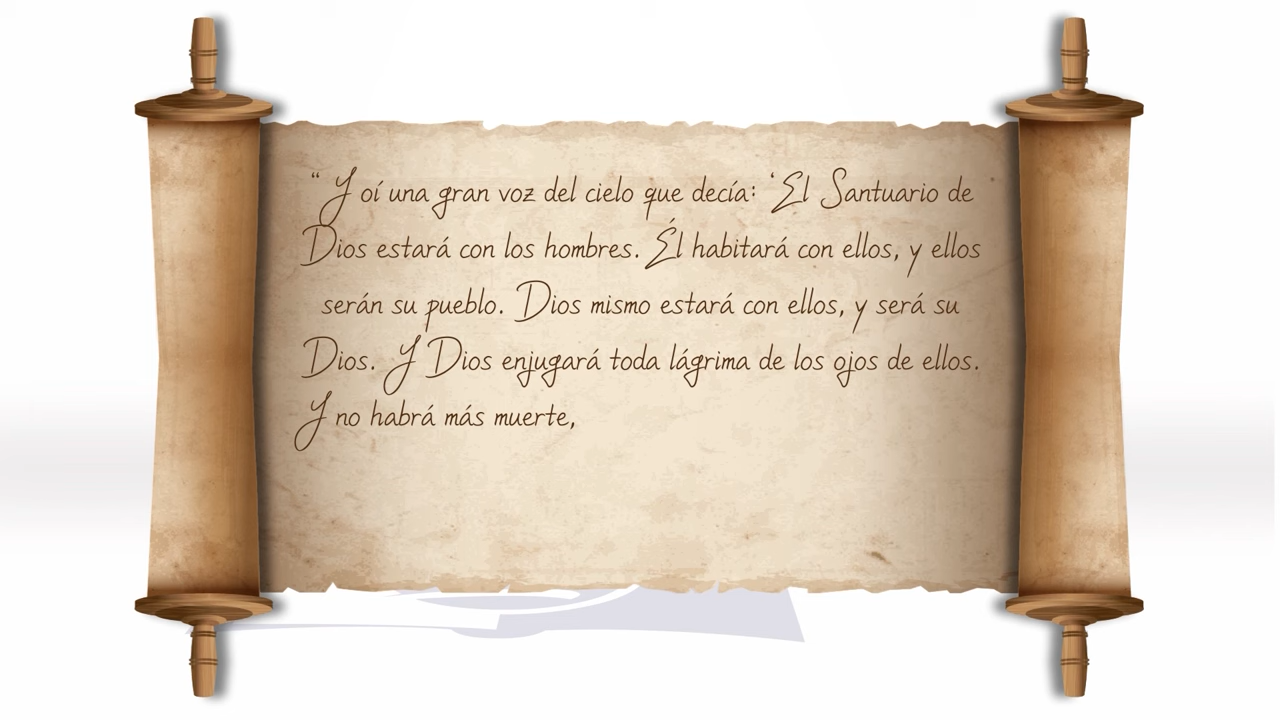 “ Y oí una gran voz del cielo que decía: ‘El Santuario de
Dios estará con los hombres. Él habitará con ellos, y ellos
serán su pueblo. Dios mismo estará con ellos, y será su
Dios. Y Dios enjugará toda lágrima de los ojos de ellos.
Y no habrá más muerte,